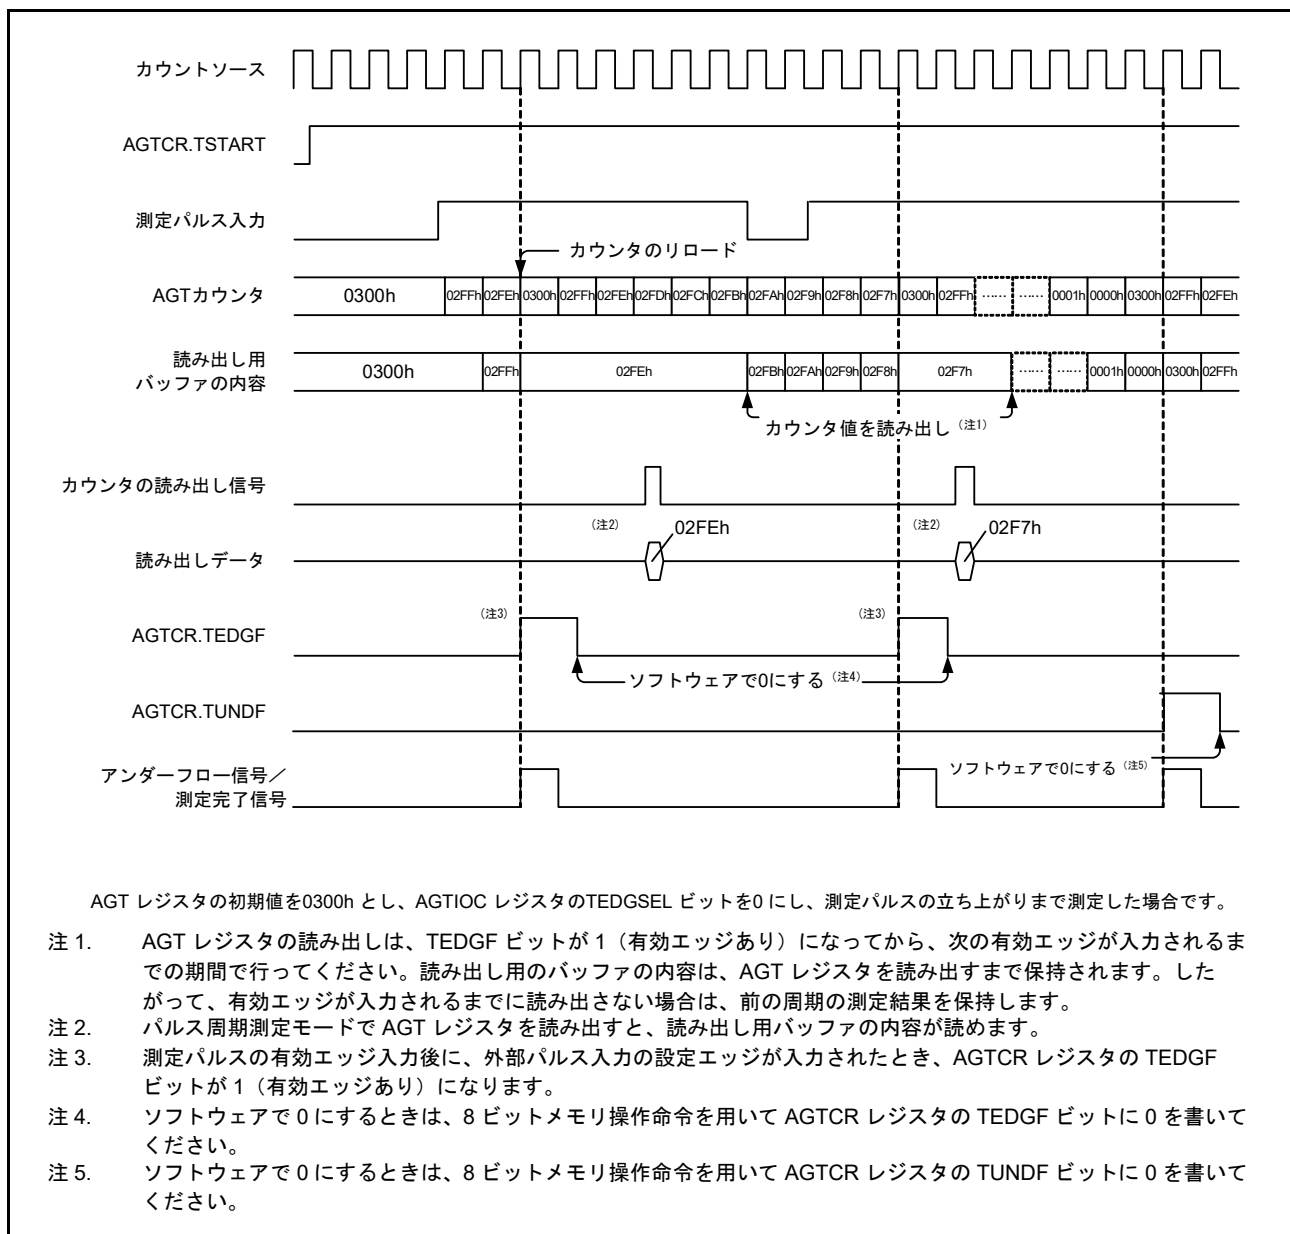 カウントソース
AGTCR.TSTART
測定パルス入力
カウンタのリロード
AGTカウンタ
0300h 02FFh 02FEh 0300h 02FFh 02FEh 02FDh 02FCh 02FBh 02FAh 02F9h 02F8h 02F7h 0300h 02FFh ...... ...... 0001h 0000h 0300h 02FFh 02FEh
読み出し用
バッファの内容
0300h 02FFh 02FEh 02FBh 02FAh 02F9h 02F8h 02F7h ...... ...... 0001h 0000h 0300h 02FFh
カウンタ値を読み出し（注1）
カウンタの読み出し信号
（注2） 02FEh （注2） 02F7h
読み出しデータ
（注3） （注3）
AGTCR.TEDGF
ソフトウェアで0にする（注4）
AGTCR.TUNDF
ソフトウェアで0にする（注5）
アンダーフロー信号／
測定完了信号
AGT レジスタの初期値を0300h とし、AGTIOC レジスタのTEDGSEL ビットを0 にし、測定パルスの立ち上がりまで測定した場合です。
注 1. AGT レジスタの読み出しは、TEDGF ビットが 1（有効エッジあり）になってから、次の有効エッジが入力されるま
での期間で行ってください。読み出し用のバッファの内容は、AGT レジスタを読み出すまで保持されます。した
がって、有効エッジが入力されるまでに読み出さない場合は、前の周期の測定結果を保持します。
注 2. パルス周期測定モードで AGT レジスタを読み出すと、読み出し用バッファの内容が読めます。
注 3. 測定パルスの有効エッジ入力後に、外部パルス入力の設定エッジが入力されたとき、AGTCR レジスタの TEDGF
ビットが 1（有効エッジあり）になります。
注 4. ソフトウェアで 0 にするときは、8 ビットメモリ操作命令を用いて AGTCR レジスタの TEDGF ビットに 0 を書いて
ください。
注 5. ソフトウェアで 0 にするときは、8 ビットメモリ操作命令を用いて AGTCR レジスタの TUNDF ビットに 0 を書いて
ください。